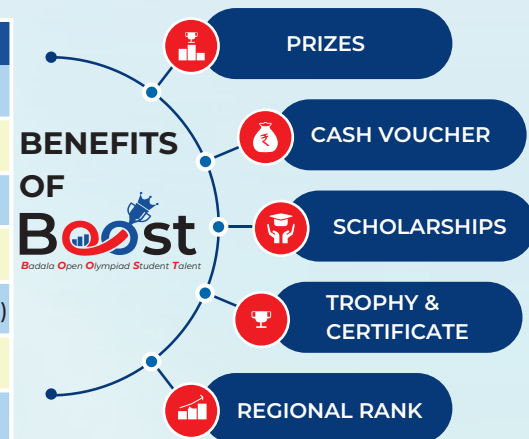 BENEFITS
OF
Boost
Badala Open Olympiad Student Talent
PRIZES
₹
CASH VOUCHER
SCHOLARSHIPS
TROPHY &
CERTIFICATE
REGIONAL RANK
)